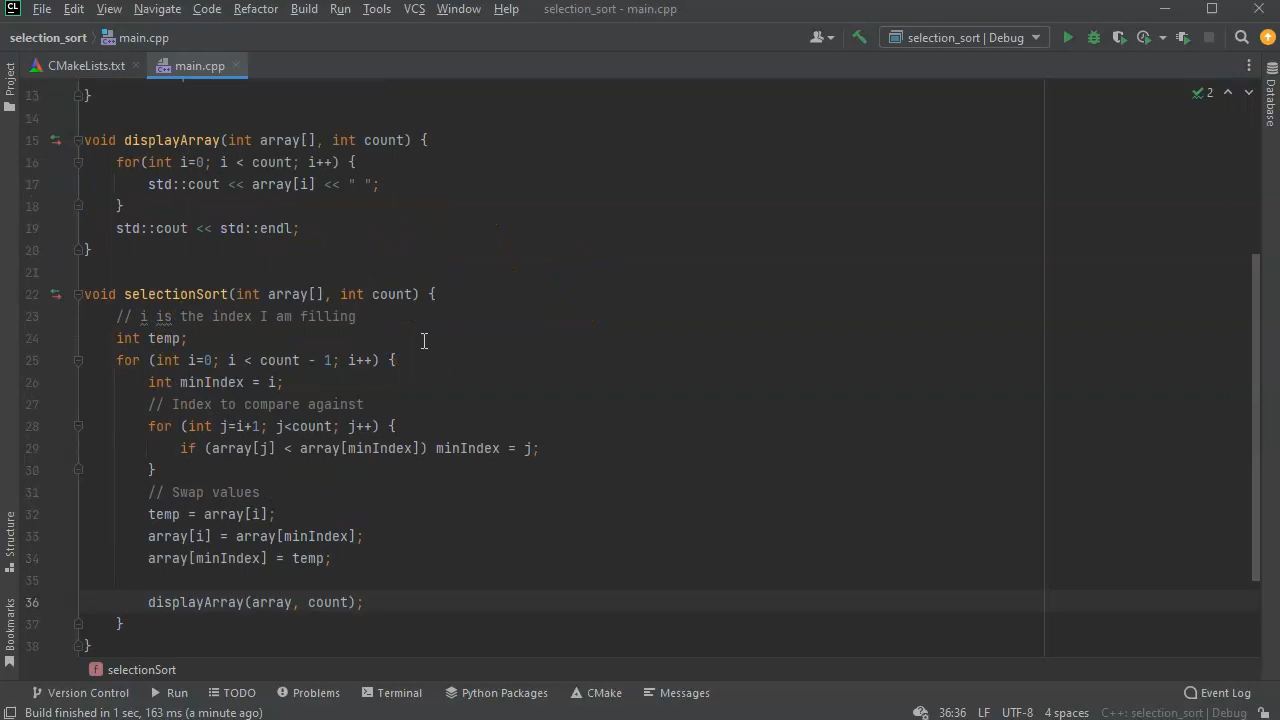 CL File Edit View Navigate Code Refactor Build Run Tools VCS Window Help selection_sort - main.cpp
selection_sort main.cpp selection_sort | Debug
CMakeLists.txt main.cpp
Project
Database
2
13 }
14
15 void displayArray(int array[], int count) {
16 for(int i=0; i < count; i++) {
17 std::cout << array[i] << " ";
18 }
19 std::cout << std::endl;
20 }
21
22 void selectionSort(int array[], int count) {
23 // i is the index I am filling
24 int temp;
25 for (int i=0; i < count - 1; i++) {
26 int minIndex = i;
27 // Index to compare against
28 for (int j=i+1; j<count; j++) {
29 if (array[j] < array[minIndex]) minIndex = j;
30 }
31 // Swap values
32 temp = array[i];
33 array[i] = array[minIndex];
34 array[minIndex] = temp;
35
36 displayArray(array, count);
37 }
38 }
Structure
Bookmarks
f selectionSort
Version Control Run TODO Problems Terminal Python Packages CMake Messages Event Log
Build finished in 1 sec, 163 ms (a minute ago) 36:36 LF UTF-8 4 spaces C++: selection_sort | Debug